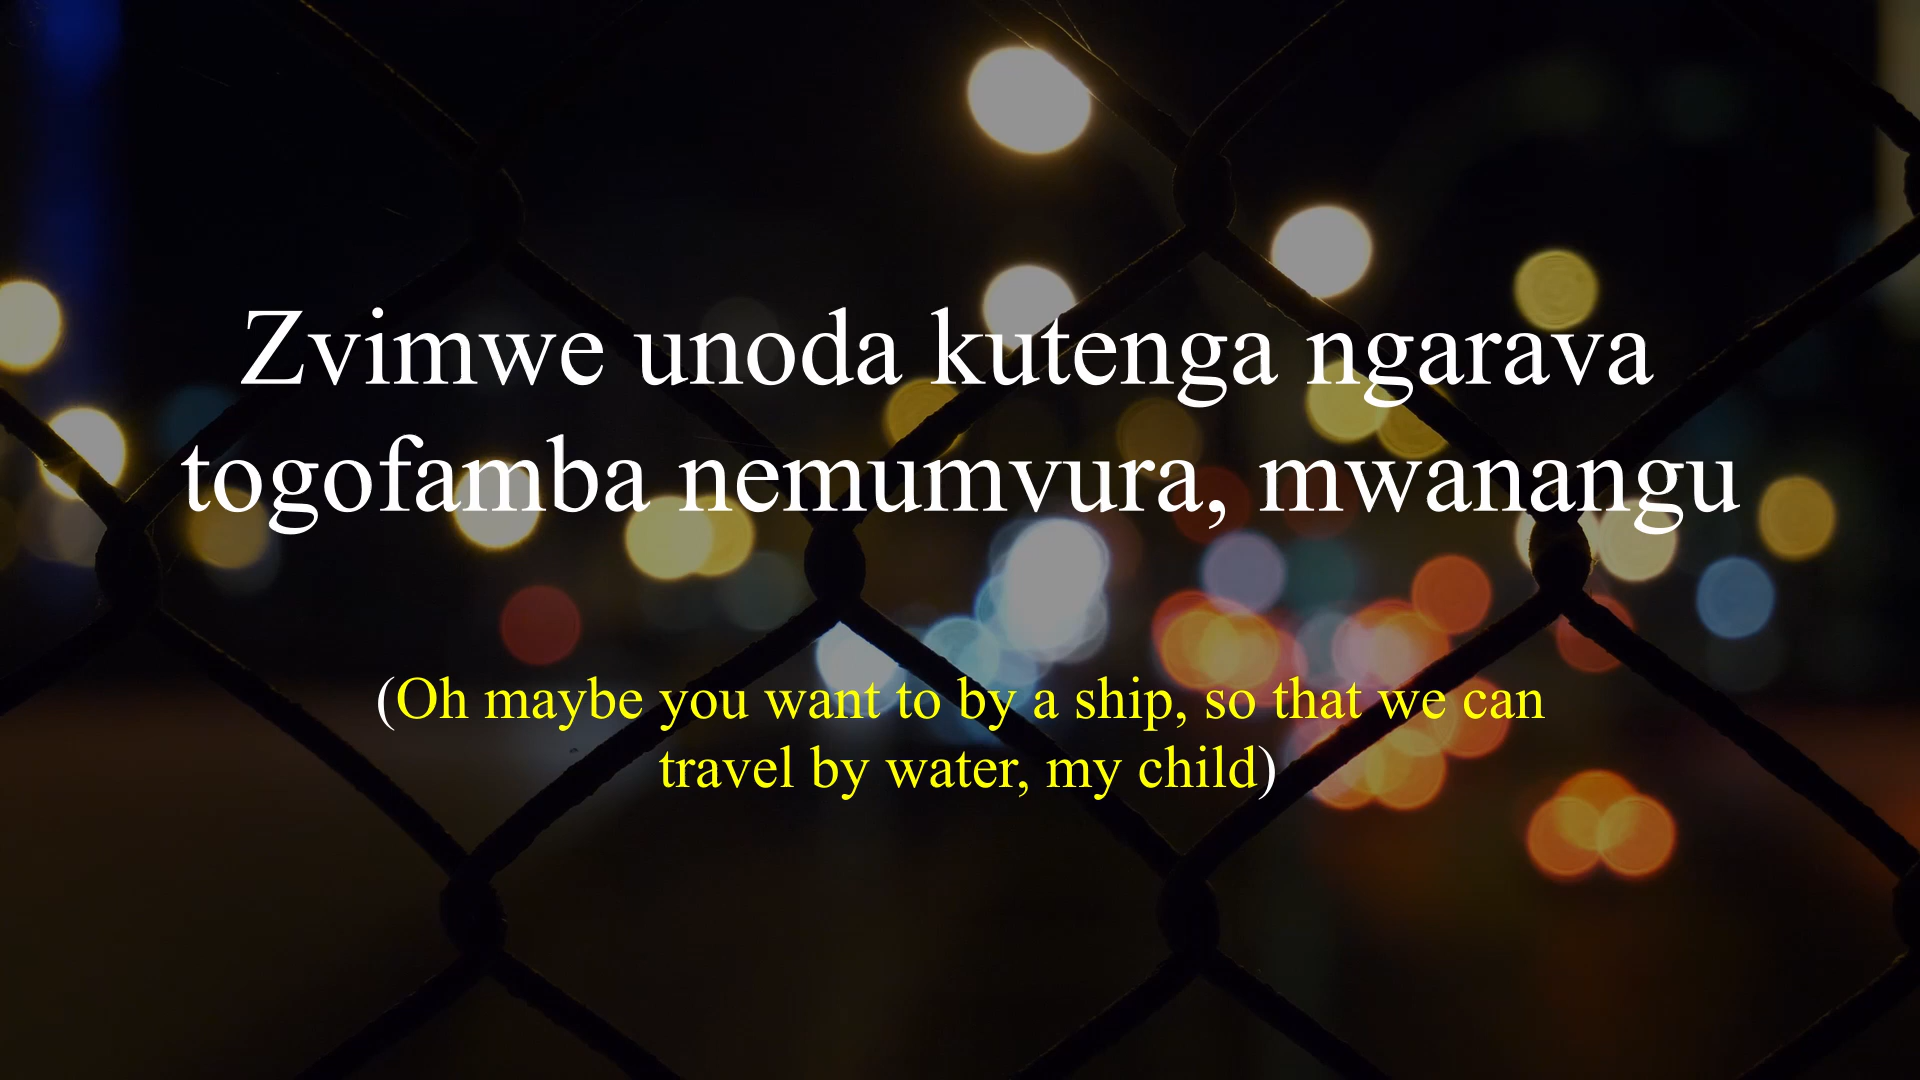 Zvimwe unoda kutenga ngarava
togofamba nemumvura, mwanangu
(Oh maybe you want to by a ship, so that we can
travel by water, my child)